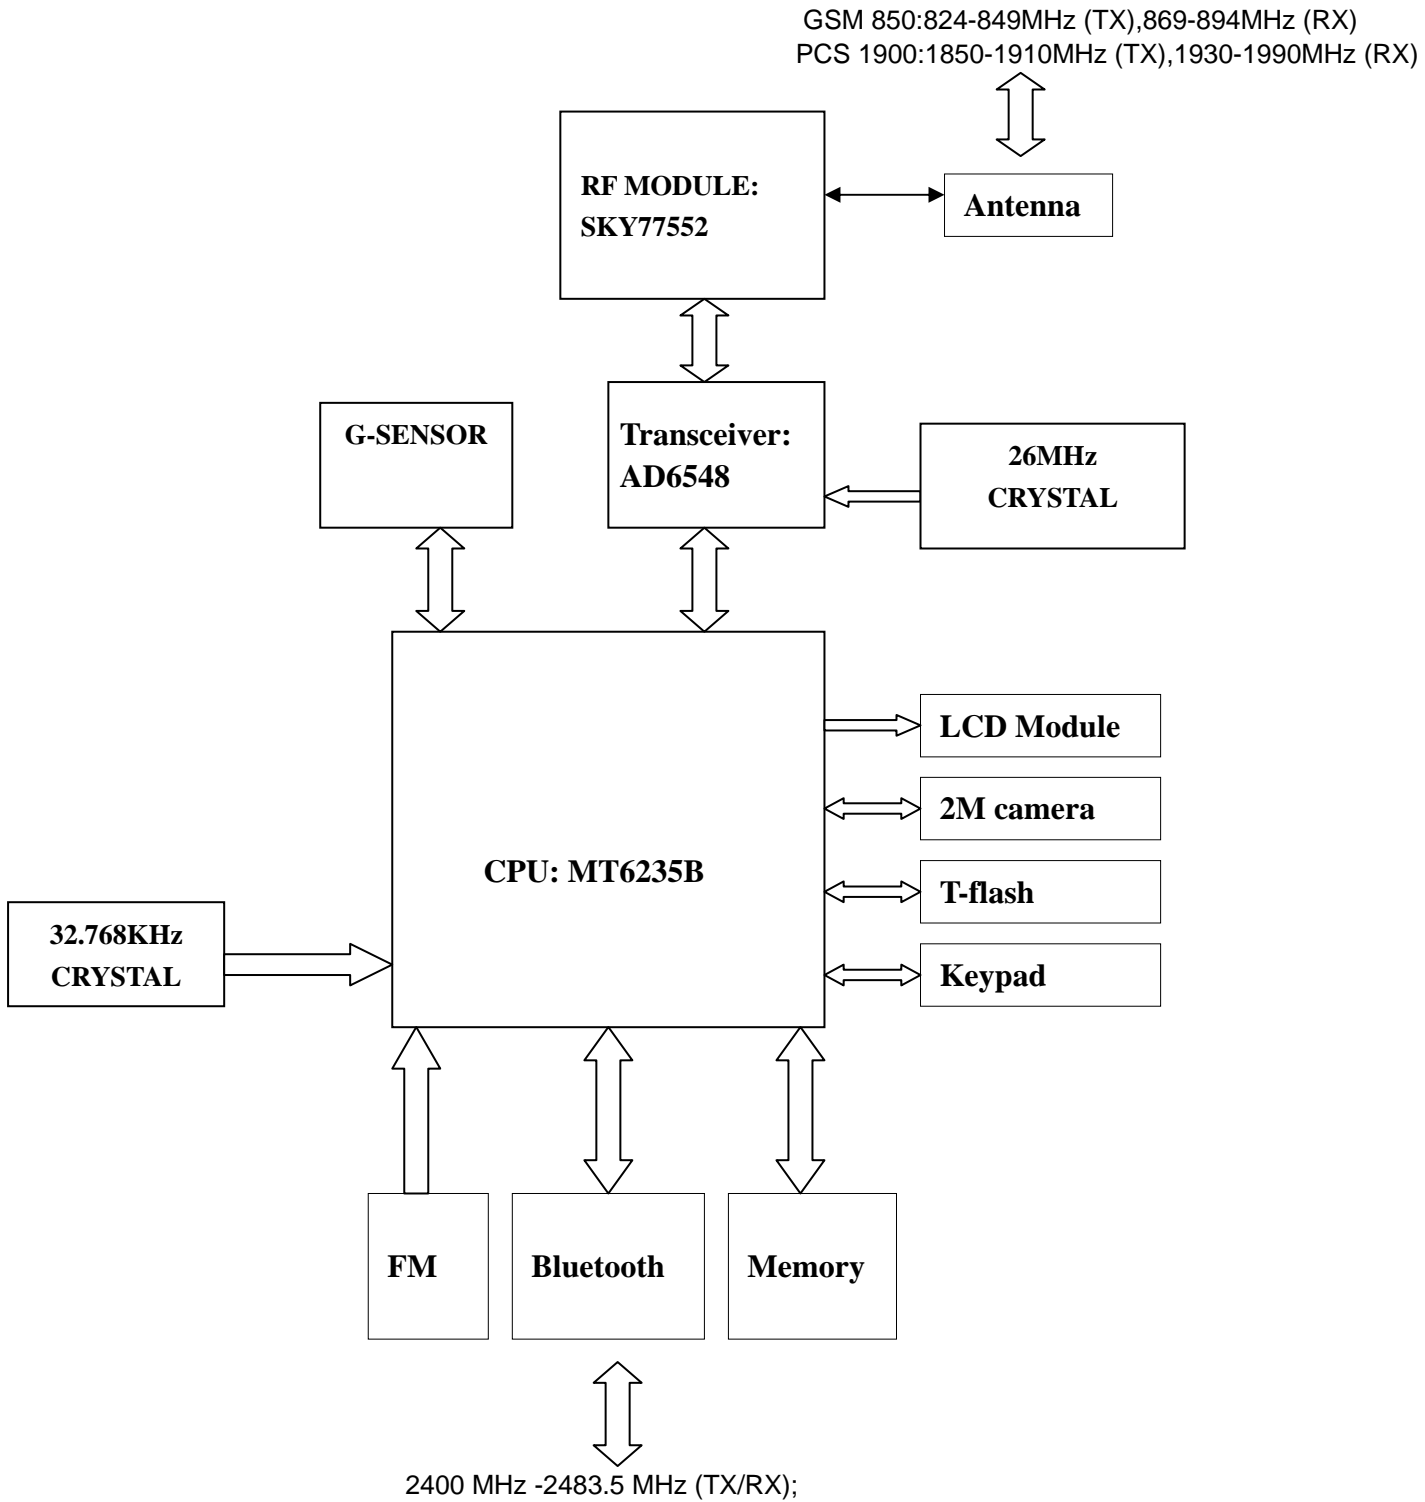 GSM 850:824-849MHz (TX),869-894MHz (RX)
PCS 1900:1850-1910MHz (TX),1930-1990MHz (RX)
RF MODULE:
SKY77552
Antenna
G-SENSOR
Transceiver:
AD6548
26MHz
CRYSTAL
LCD Module
2M camera
CPU: MT6235B
T-flash
32.768KHz
CRYSTAL
Keypad
FM
Bluetooth
Memory
2400 MHz -2483.5 MHz (TX/RX);